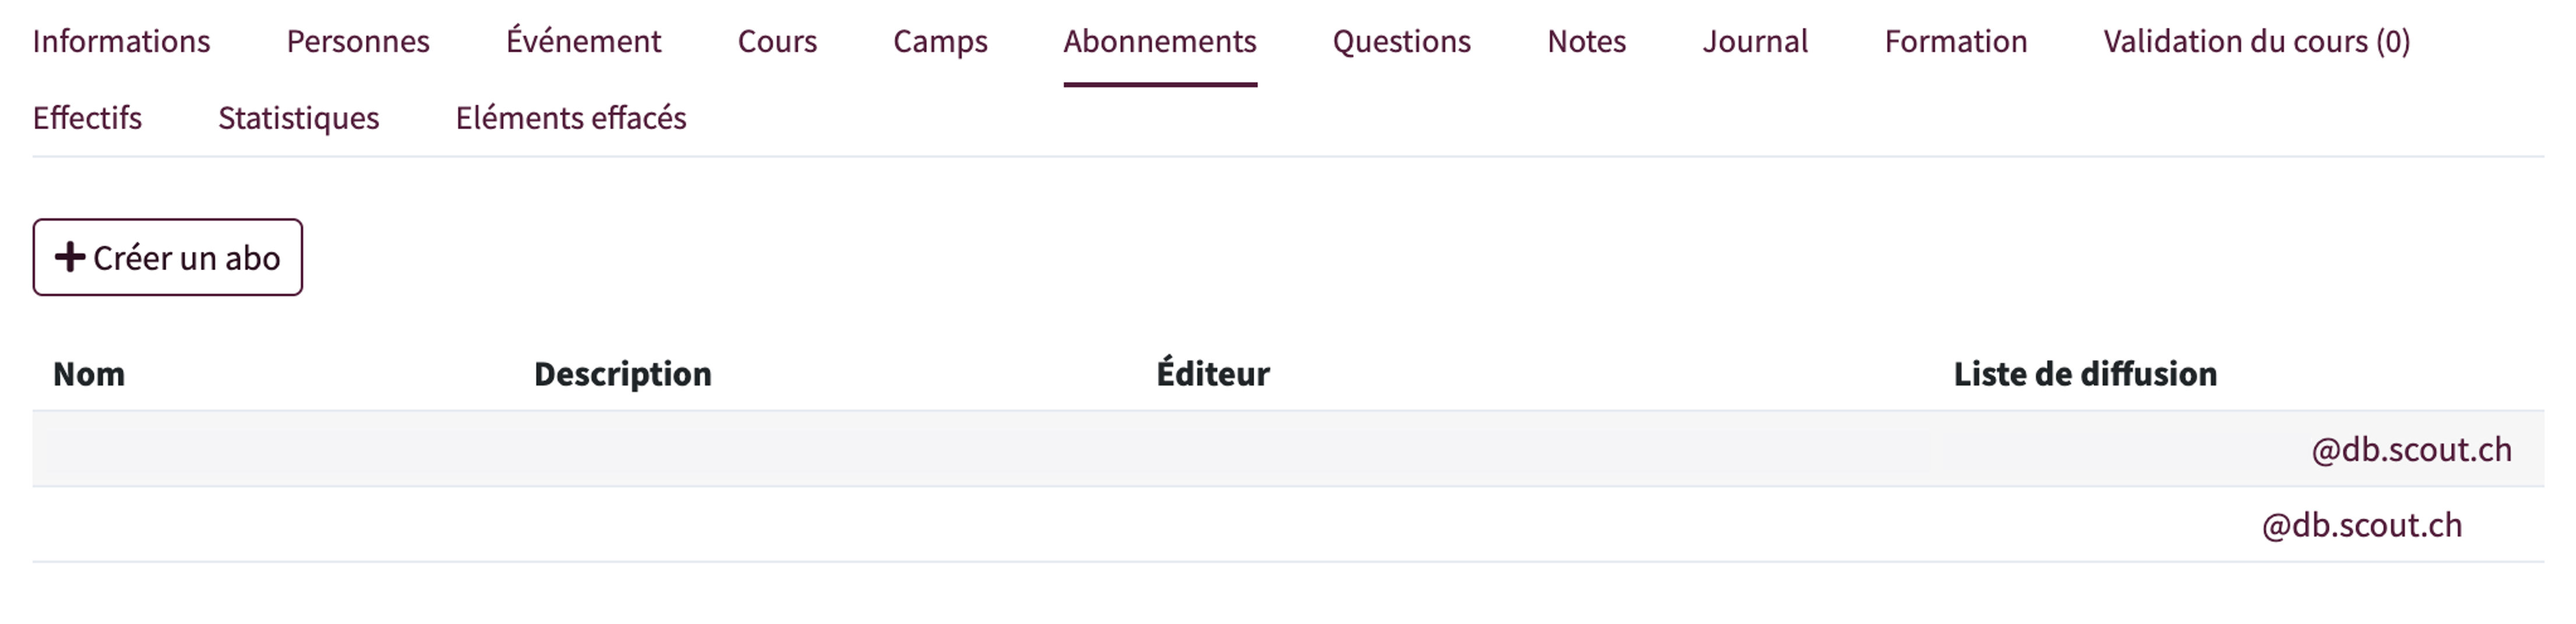 Informations Personnes Événement Cours Camps Abonnements Questions Notes Journal Formation Validation du cours (0)
Effectifs Statistiques Eléments effacés
Créer un abo
Nom Description Éditeur Liste de diffusion
@db.scout.ch
@db.scout.ch